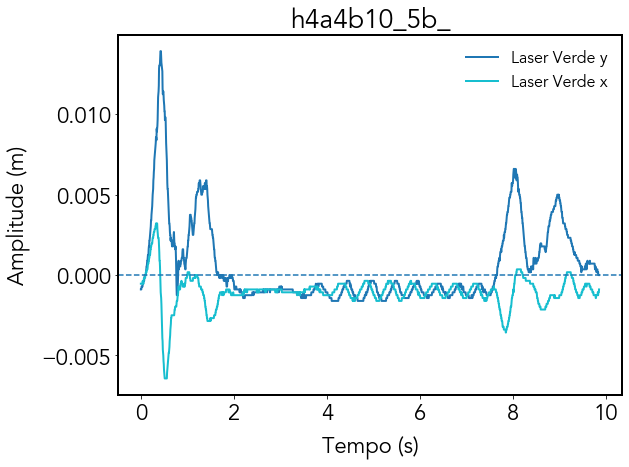 h4a4b10_5b_
Laser Verde y
Laser Verde x
0.010
0.005
0.000
−0.005
Amplitude (m)
0 2 4 6 8 10
Tempo (s)